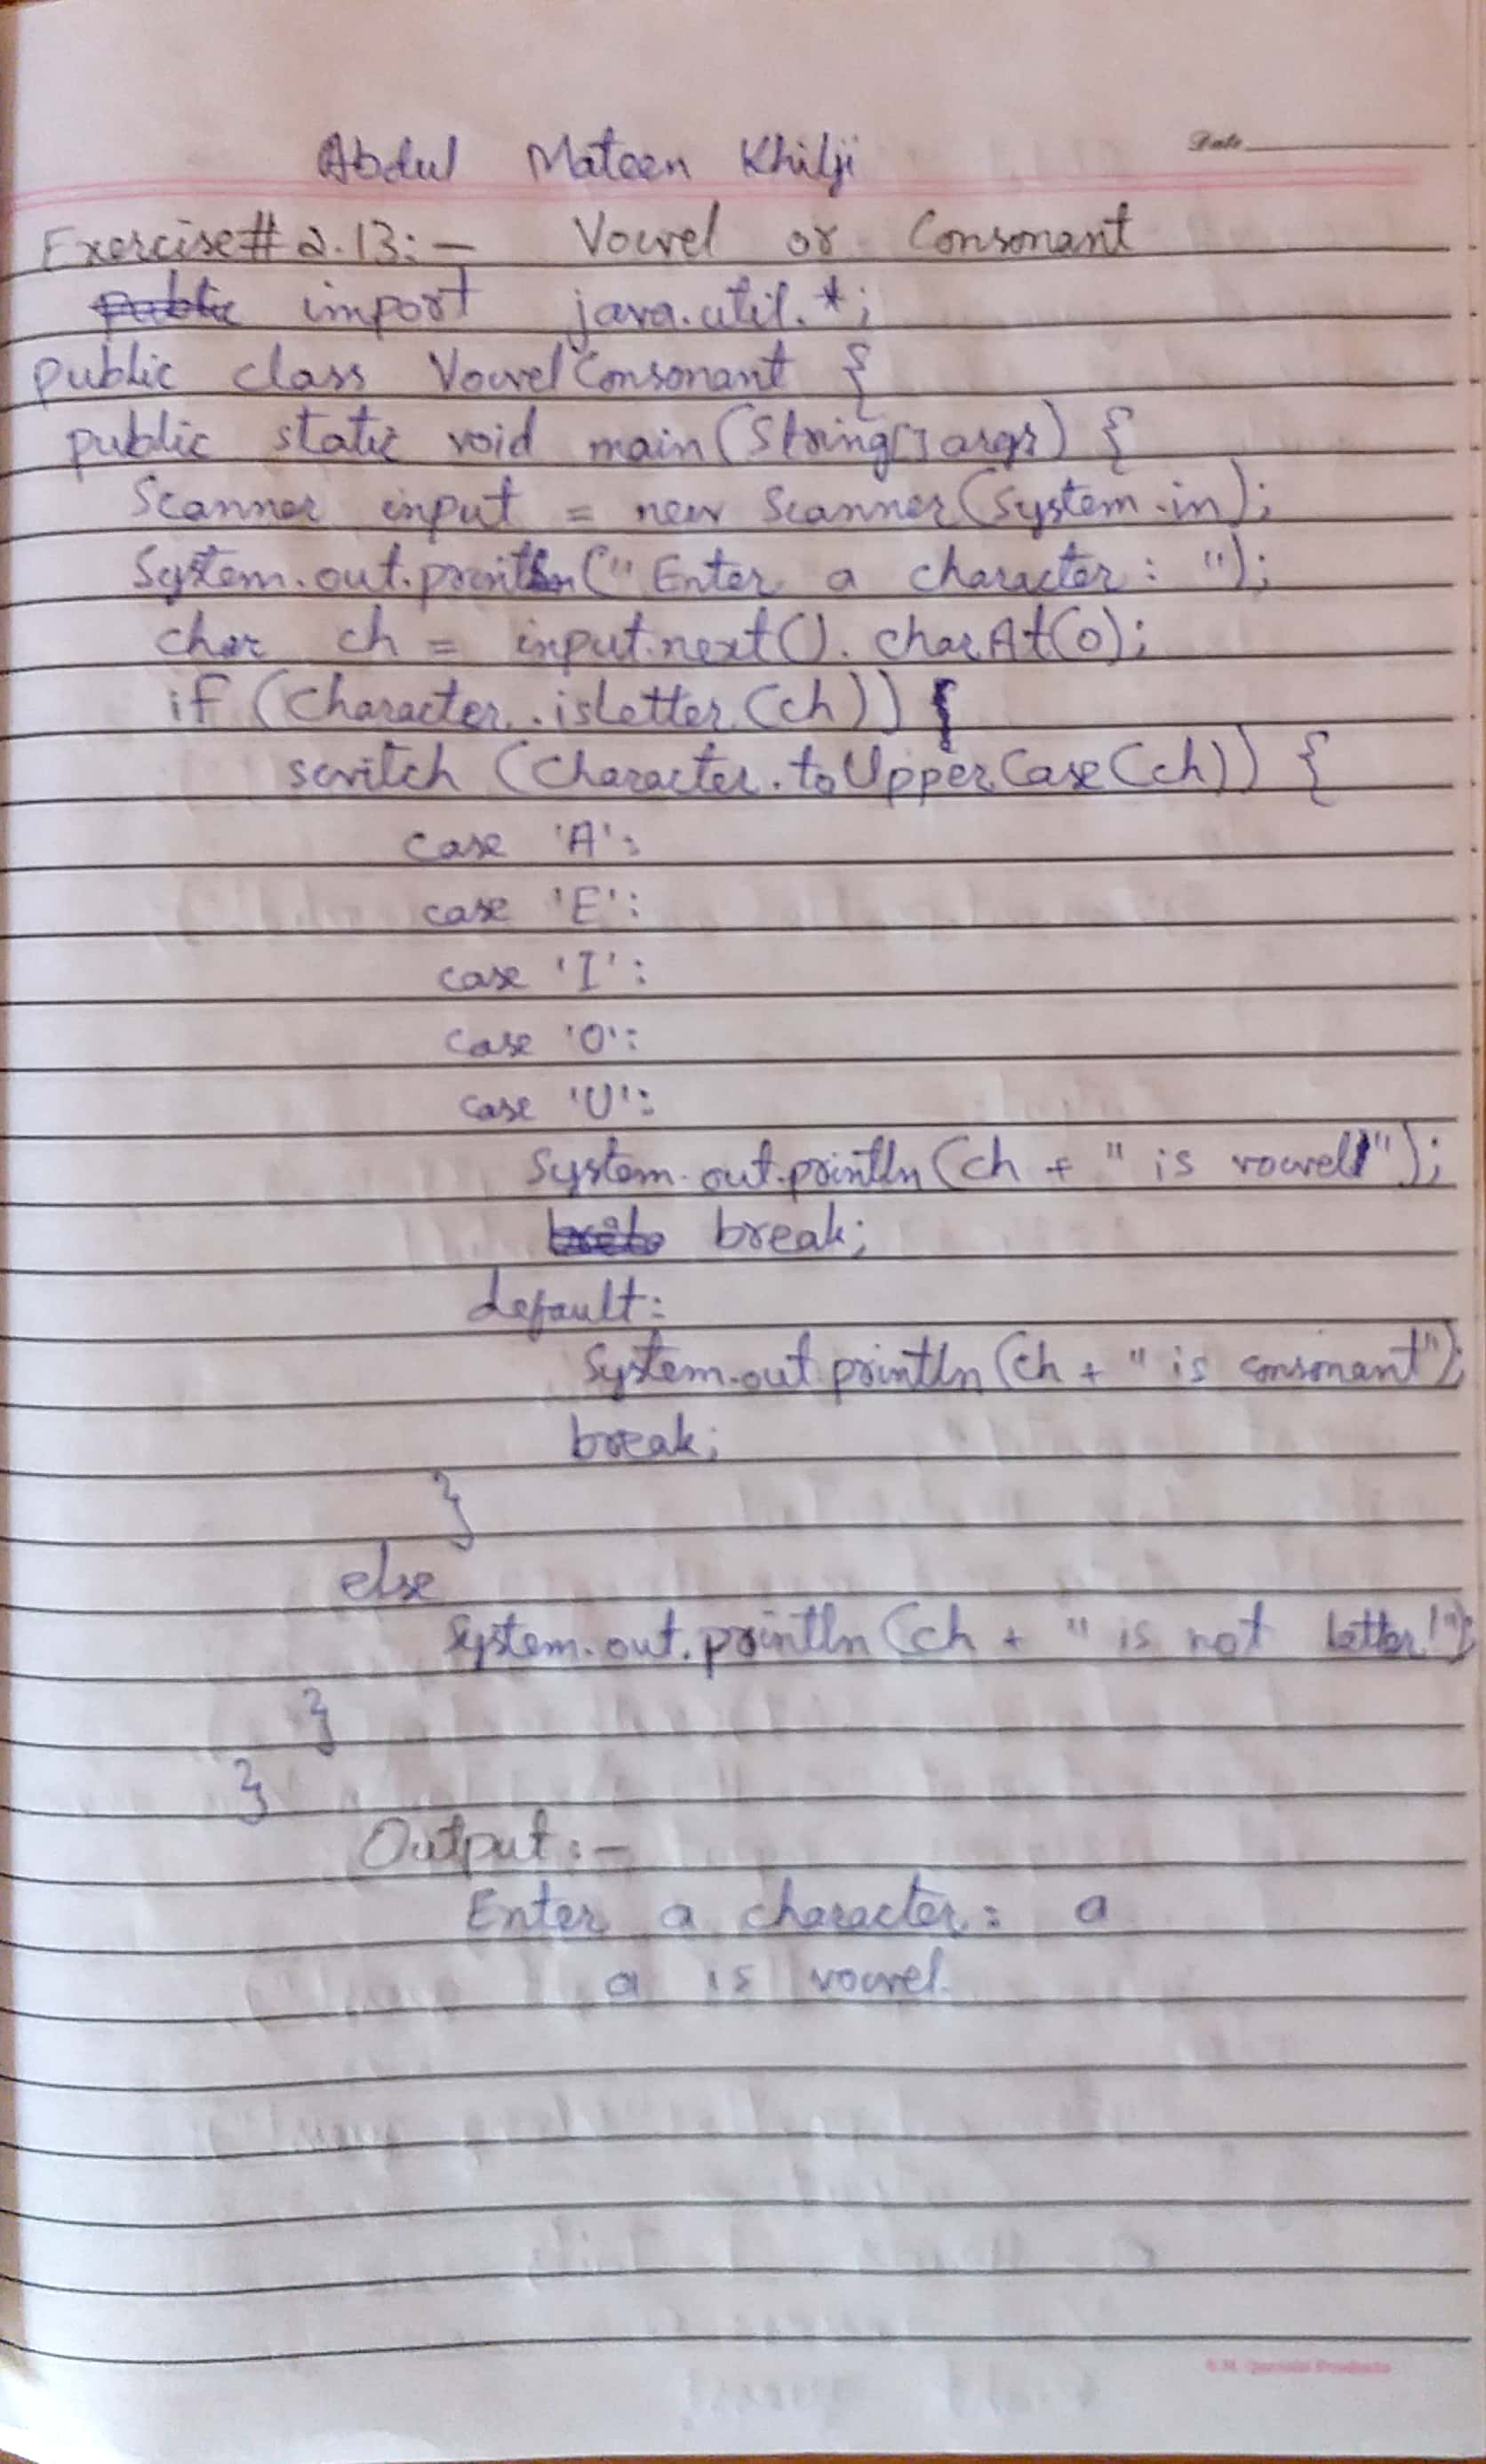 Date
Abdul Mateen Khilji
Exercise# 2.13:- Vowel or Consonant
public import java.util.*;
public class VowelConsonant {
public static void main(String[] args) {
Scanner input = new Scanner(System.in);
System.out.println("Enter a character: ");
char ch = input.next().charAt(0);
if (Character.isLetter(ch)) {
switch (Character.toUpperCase(ch)) {
case 'A':
case 'E':
case 'I':
case 'O':
case 'U':
System.out.println(ch + " is vowel");
break;
default:
System.out.println(ch + " is consonant");
break;
}
else
System.out.println(ch + " is not letter!");
}
}
Output:-
Enter a character: a
a is vowel.